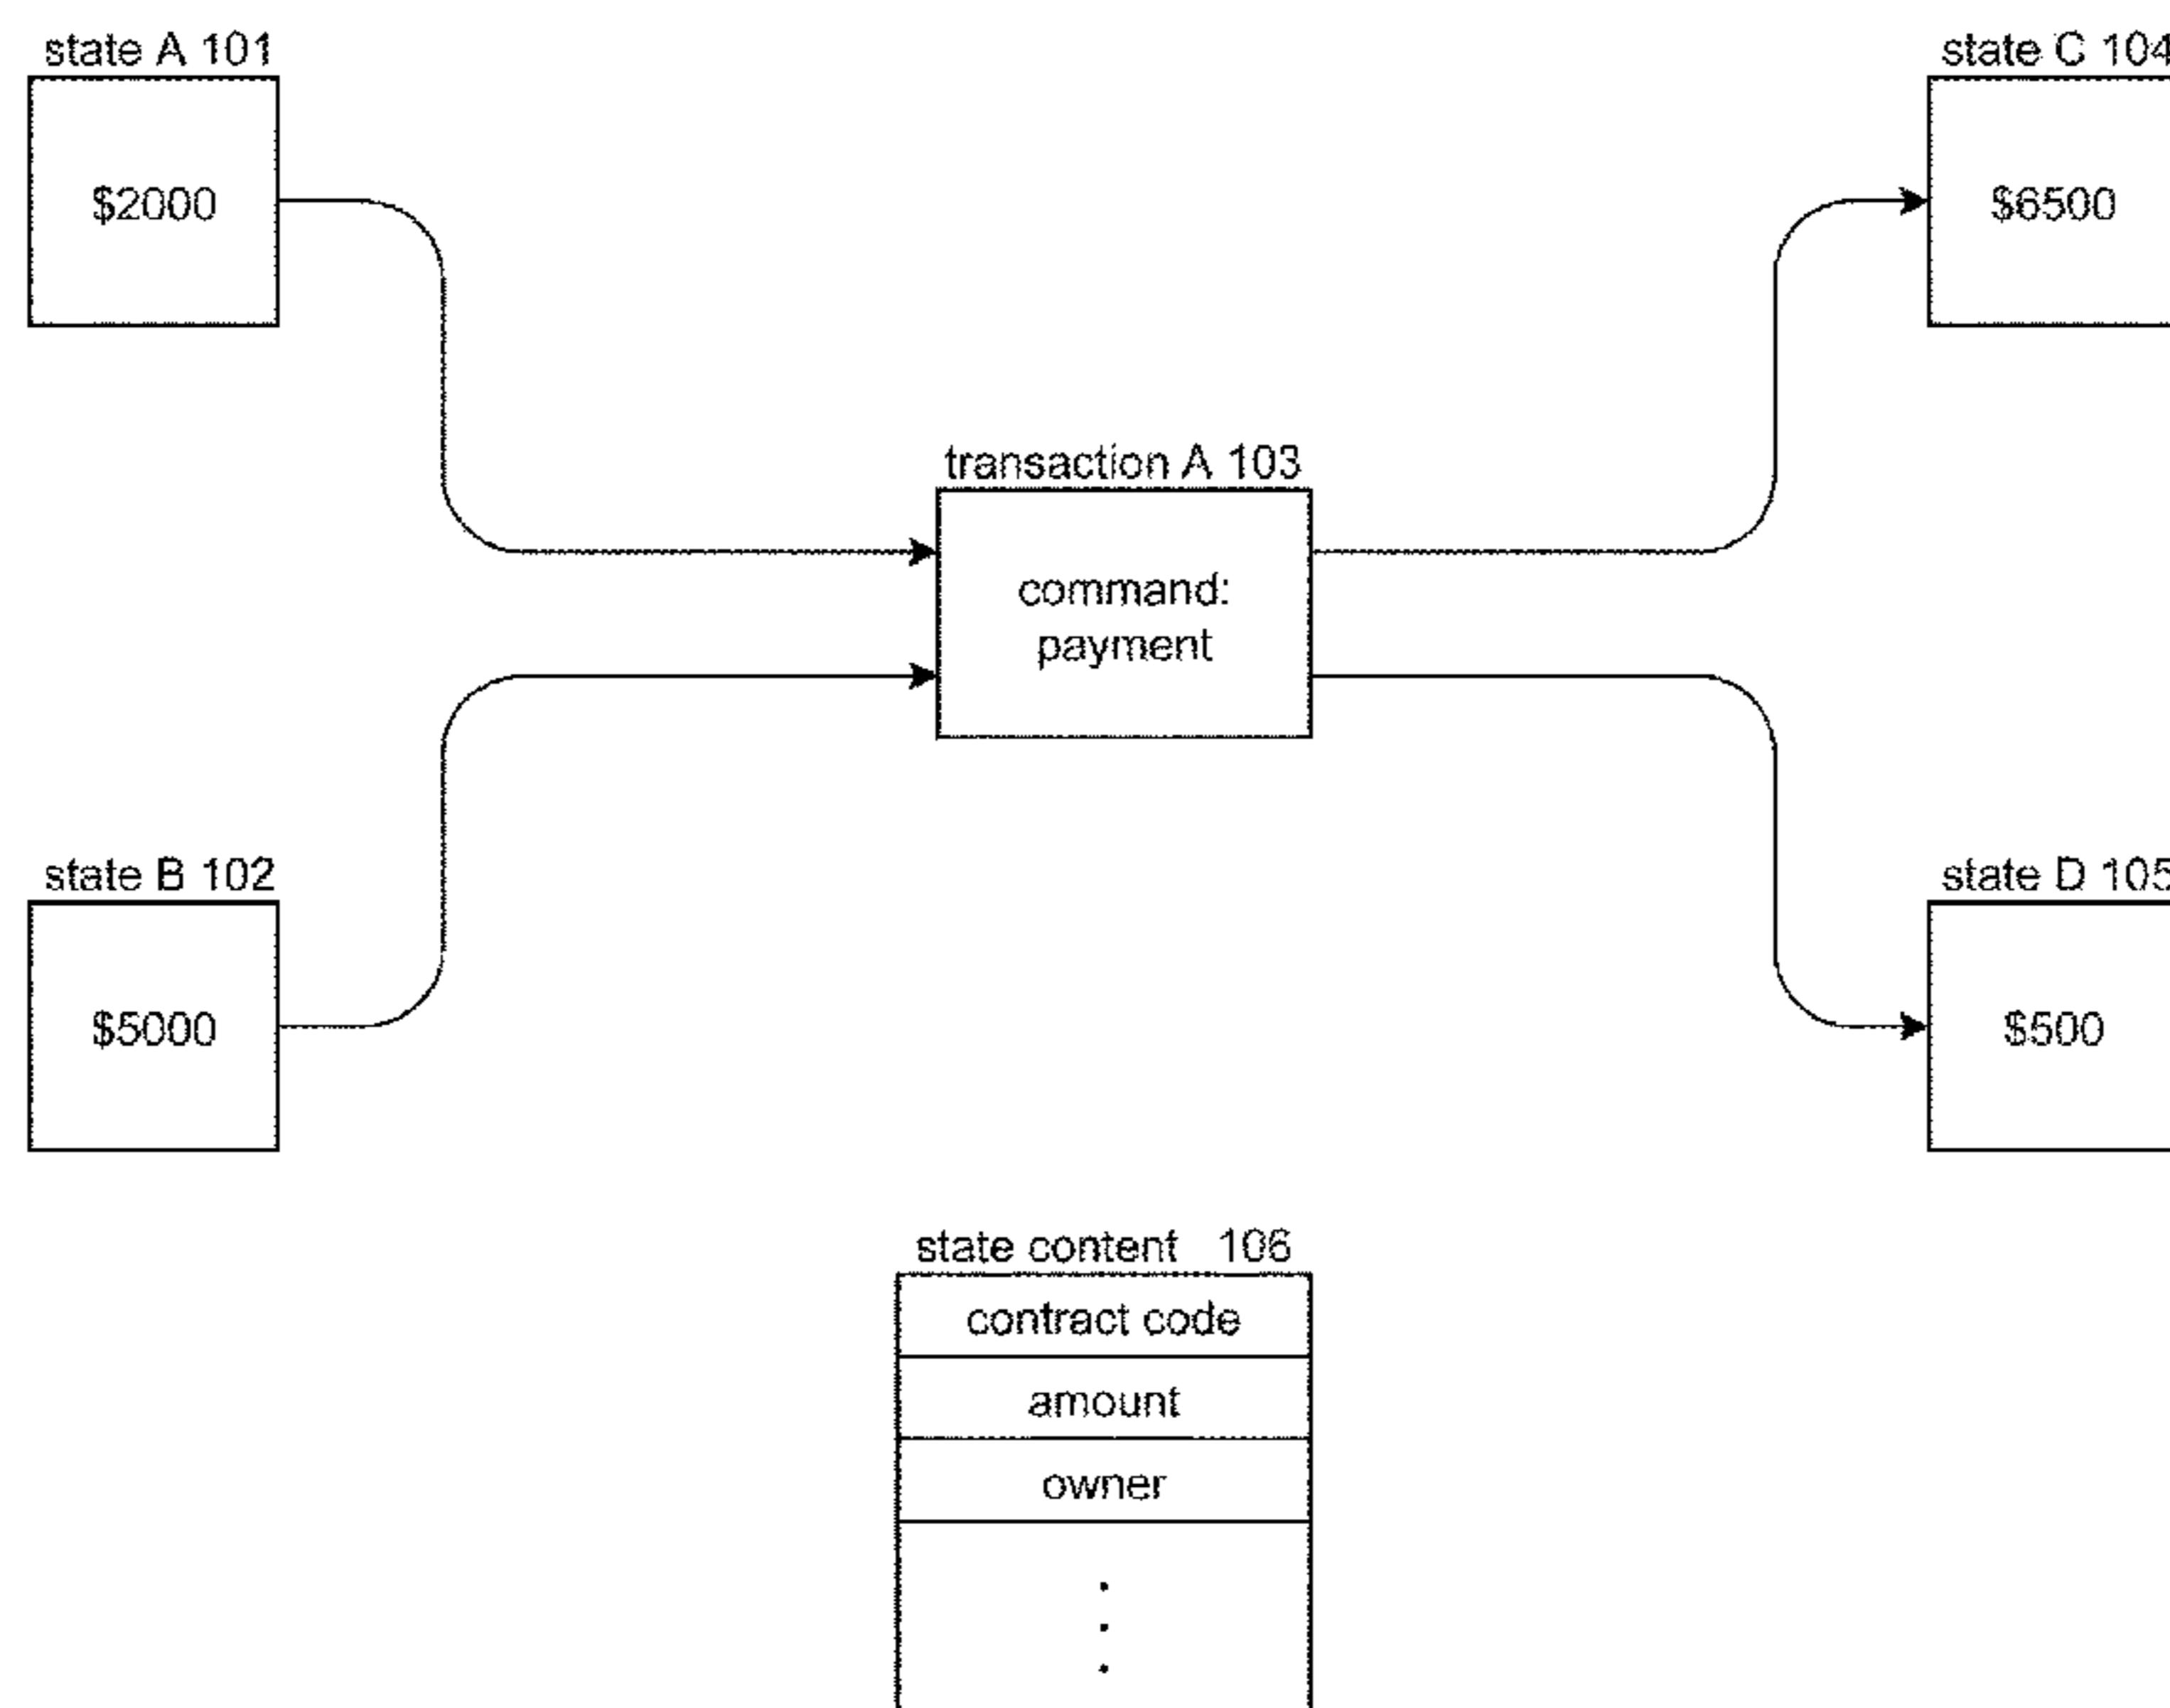 state A 101
state C 104
$2000
$6500
transaction A 103
command:
payment
state B 102
state D 105
$5000
$500
state content 106
contract code
amount
owner